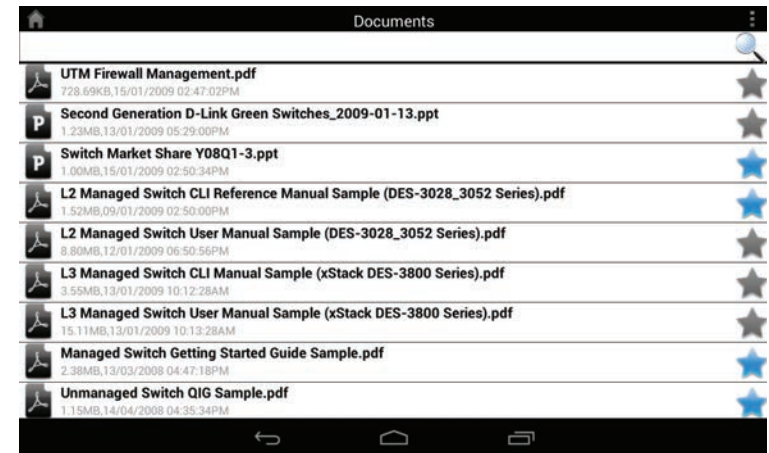 Documents
UTM Firewall Management.pdf
728.69KB,15/01/2009 02:47:02PM
P
Second Generation D-Link Green Switches_2009-01-13.ppt
1.23MB,13/01/2009 05:29:00PM
P
Switch Market Share Y08Q1-3.ppt
1.00MB,15/01/2009 02:50:34PM
L2 Managed Switch CLI Reference Manual Sample (DES-3028_3052 Series).pdf
1.52MB,09/01/2009 02:50:00PM
L2 Managed Switch User Manual Sample (DES-3028_3052 Series).pdf
8.80MB,12/01/2009 06:50:56PM
L3 Managed Switch CLI Manual Sample (xStack DES-3800 Series).pdf
3.55MB,13/01/2009 10:12:28AM
L3 Managed Switch User Manual Sample (xStack DES-3800 Series).pdf
15.11MB,13/01/2009 10:13:28AM
Managed Switch Getting Started Guide Sample.pdf
2.38MB,13/03/2008 04:47:18PM
Unmanaged Switch QIG Sample.pdf
1.15MB,14/04/2008 04:35:34PM